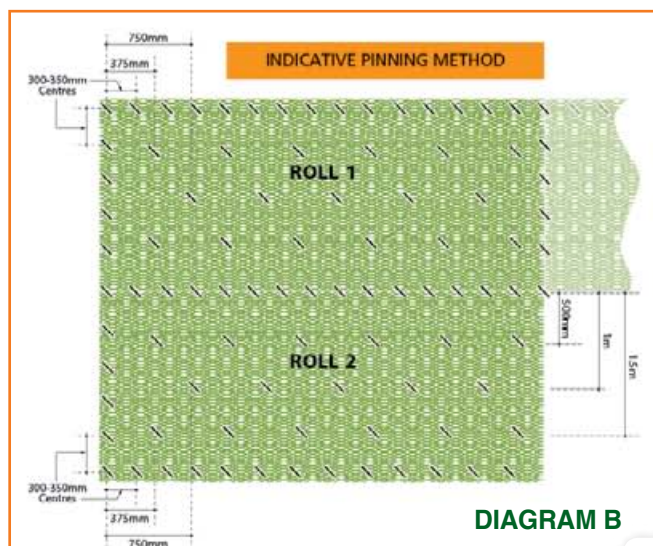 750mm
INDICATIVE PINNING METHOD
375mm
300-350mm
Centres
ROLL 1
500mm
1m
1.5m
ROLL 2
300-350mm
Centres
375mm
DIAGRAM B
750mm